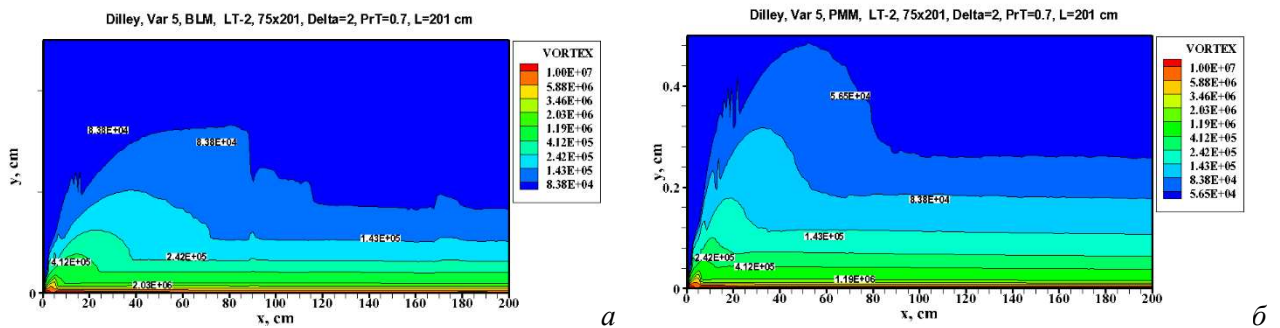 Dilley, Var 5, BLM, LT-2, 75x201, Delta=2, PrT=0.7, L=201 cm
VORTEX
1.00E+07
5.88E+06
3.46E+06
2.03E+06
1.19E+06
4.12E+05
2.42E+05
1.43E+05
8.38E+04
8.38E+04
8.38E+04
1.43E+05
2.42E+05
4.12E+05
2.03E+06
y, cm
0
0 20 40 60 80 100 120 140 160 180 200
x, cm
а
Dilley, Var 5, PMM, LT-2, 75x201, Delta=2, PrT=0.7, L=201 cm
VORTEX
1.00E+07
5.88E+06
3.46E+06
2.03E+06
1.19E+06
4.12E+05
2.42E+05
1.43E+05
8.38E+04
5.65E+04
5.65E+04
8.38E+04
1.43E+05
2.42E+05
4.12E+05
1.19E+06
y, cm
0.4
0.2
0
0 20 40 60 80 100 120 140 160 180 200
x, cm
б